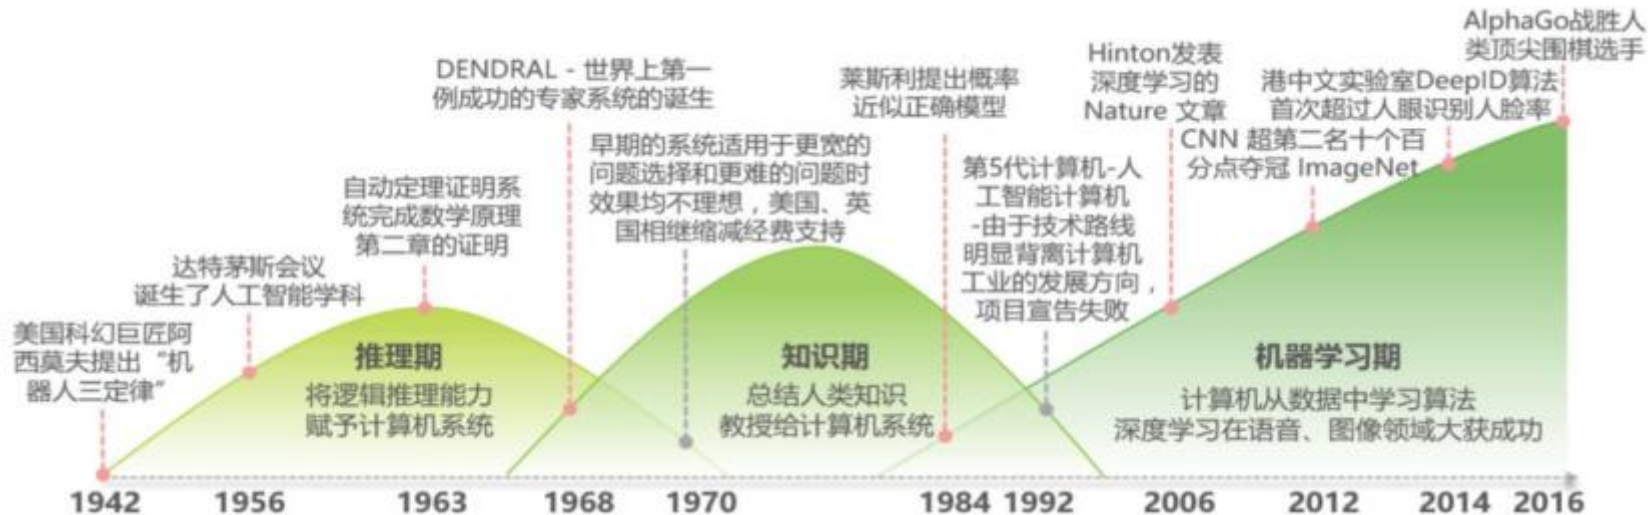 美国科幻巨匠阿
西莫夫提出“机
器人三定律”
达特茅斯会议
诞生了人工智能学科
自动定理证明系
统完成数学原理
第二章的证明
DENDRAL - 世界上第一
例成功的专家系统的诞生
早期的系统适用于更宽的
问题选择和更难的问题时
效果均不理想，美国、英
国相继缩减经费支持
莱斯利提出概率
近似正确模型
第5代计算机-人
工智能计算机
-由于技术路线
明显背离计算机
工业的发展方向，
项目宣告失败
Hinton发表
深度学习的
Nature 文章
CNN 超第二名十个百
分点夺冠 ImageNet
港中文实验室DeepID算法
首次超过人眼识别人脸率
AlphaGo战胜人
类顶尖围棋选手
推理期
将逻辑推理能力
赋予计算机系统
知识期
总结人类知识
教授给计算机系统
机器学习期
计算机从数据中学习算法
深度学习在语音、图像领域大获成功
1942 1956 1963 1968 1970 1984 1992 2006 2012 2014 2016